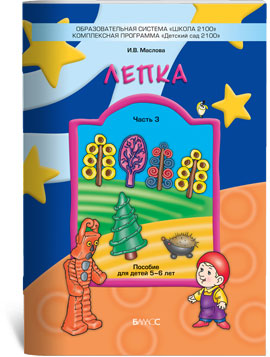 ОБРАЗОВАТЕЛЬНАЯ СИСТЕМА «ШКОЛА 2100»
КОМПЛЕКСНАЯ ПРОГРАММА «Детский сад 2100»
И.В. Маслова
ЛЕПКА
Часть 3
Пособие
для детей 5–6 лет
БАЛАСС